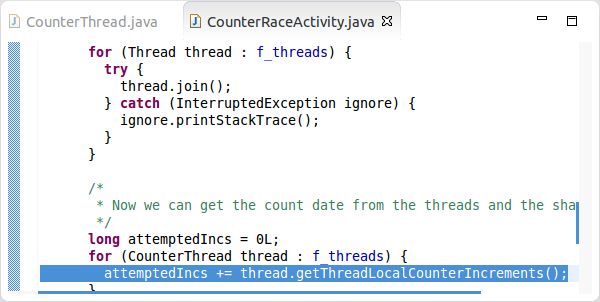 CounterThread.java CounterRaceActivity.java
for (Thread thread : f_threads) {
try {
thread.join();
} catch (InterruptedException ignore) {
ignore.printStackTrace();
}
}
/*
* Now we can get the count date from the threads and the sha
*/
long attemptedIncs = 0L;
for (CounterThread thread : f_threads) {
attemptedIncs += thread.getThreadLocalCounterIncrements();
}